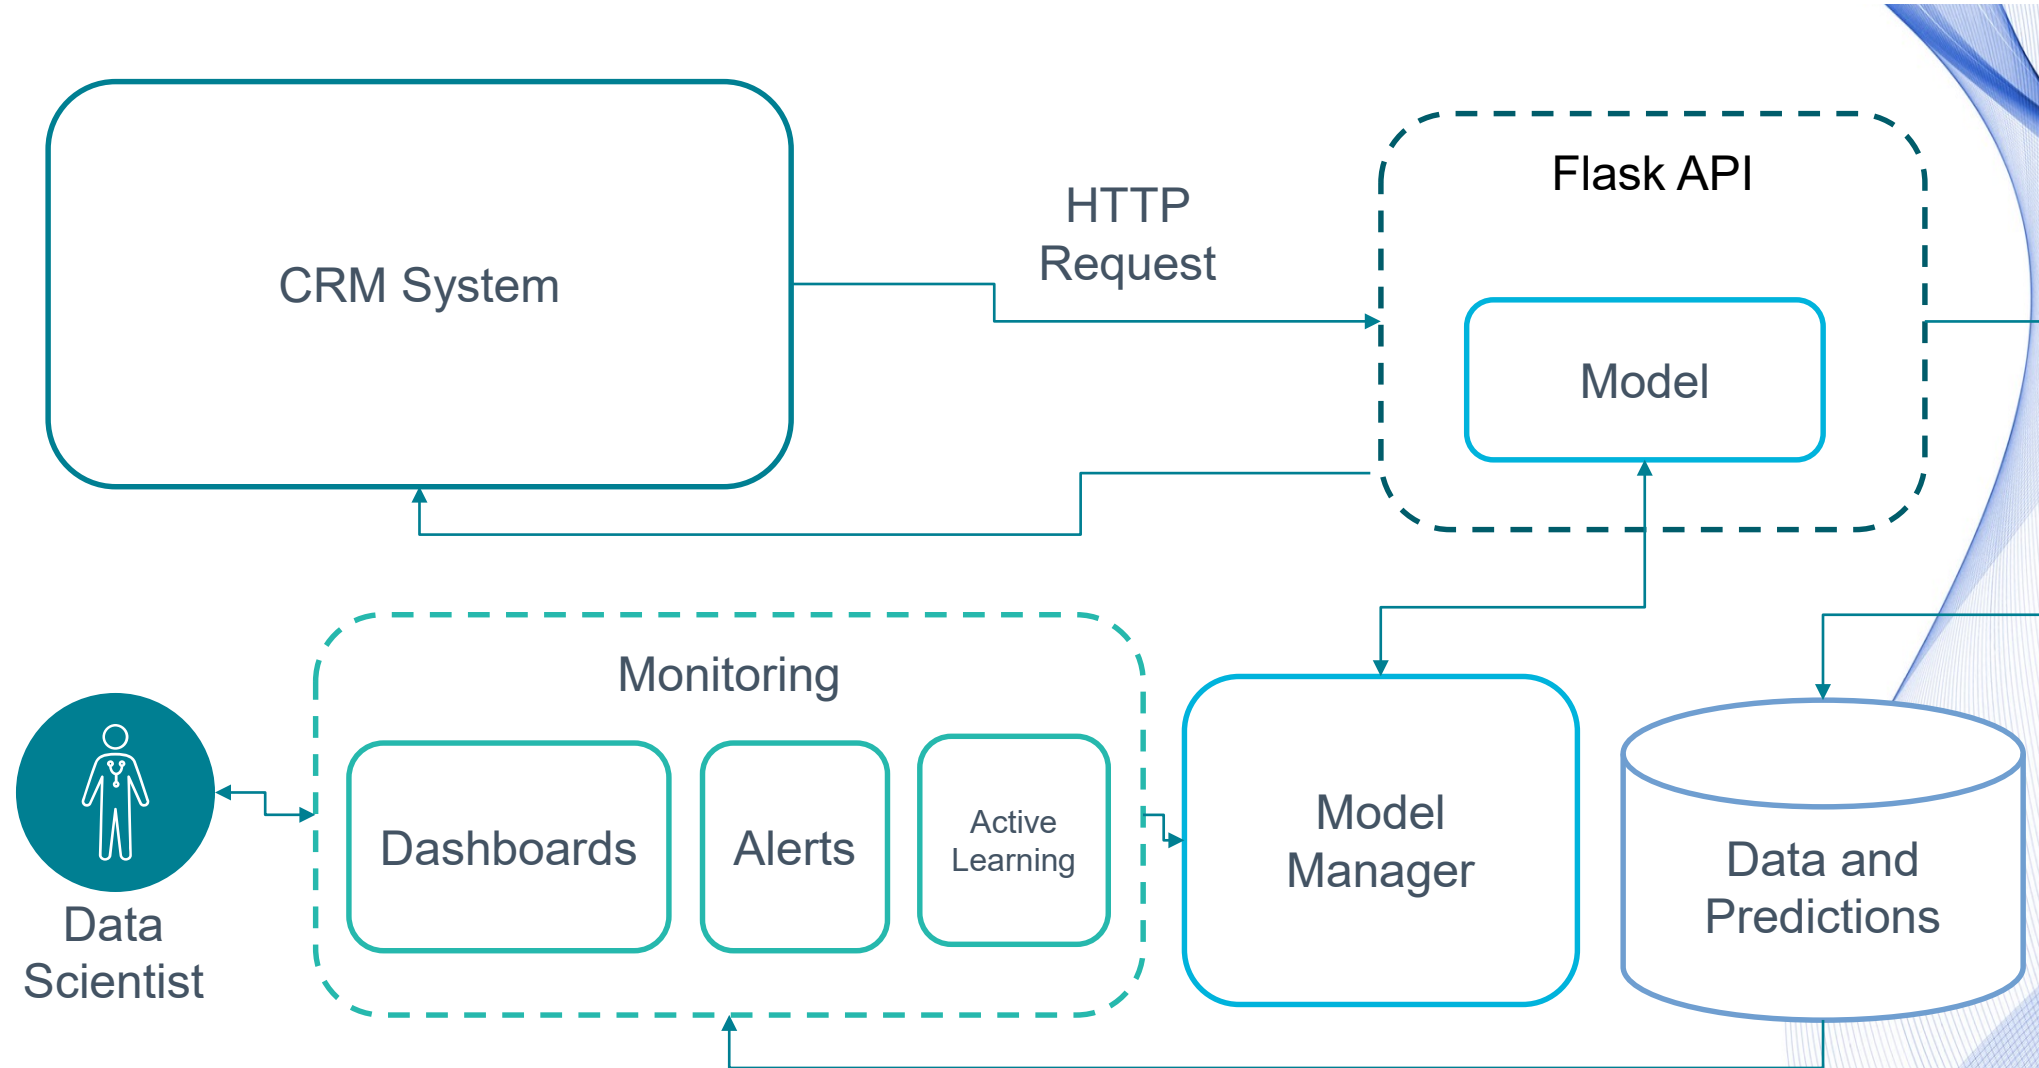 CRM System
HTTP
Request
Flask API
Model
Monitoring
Dashboards
Alerts
Active
Learning
Model
Manager
Data and
Predictions
Data
Scientist